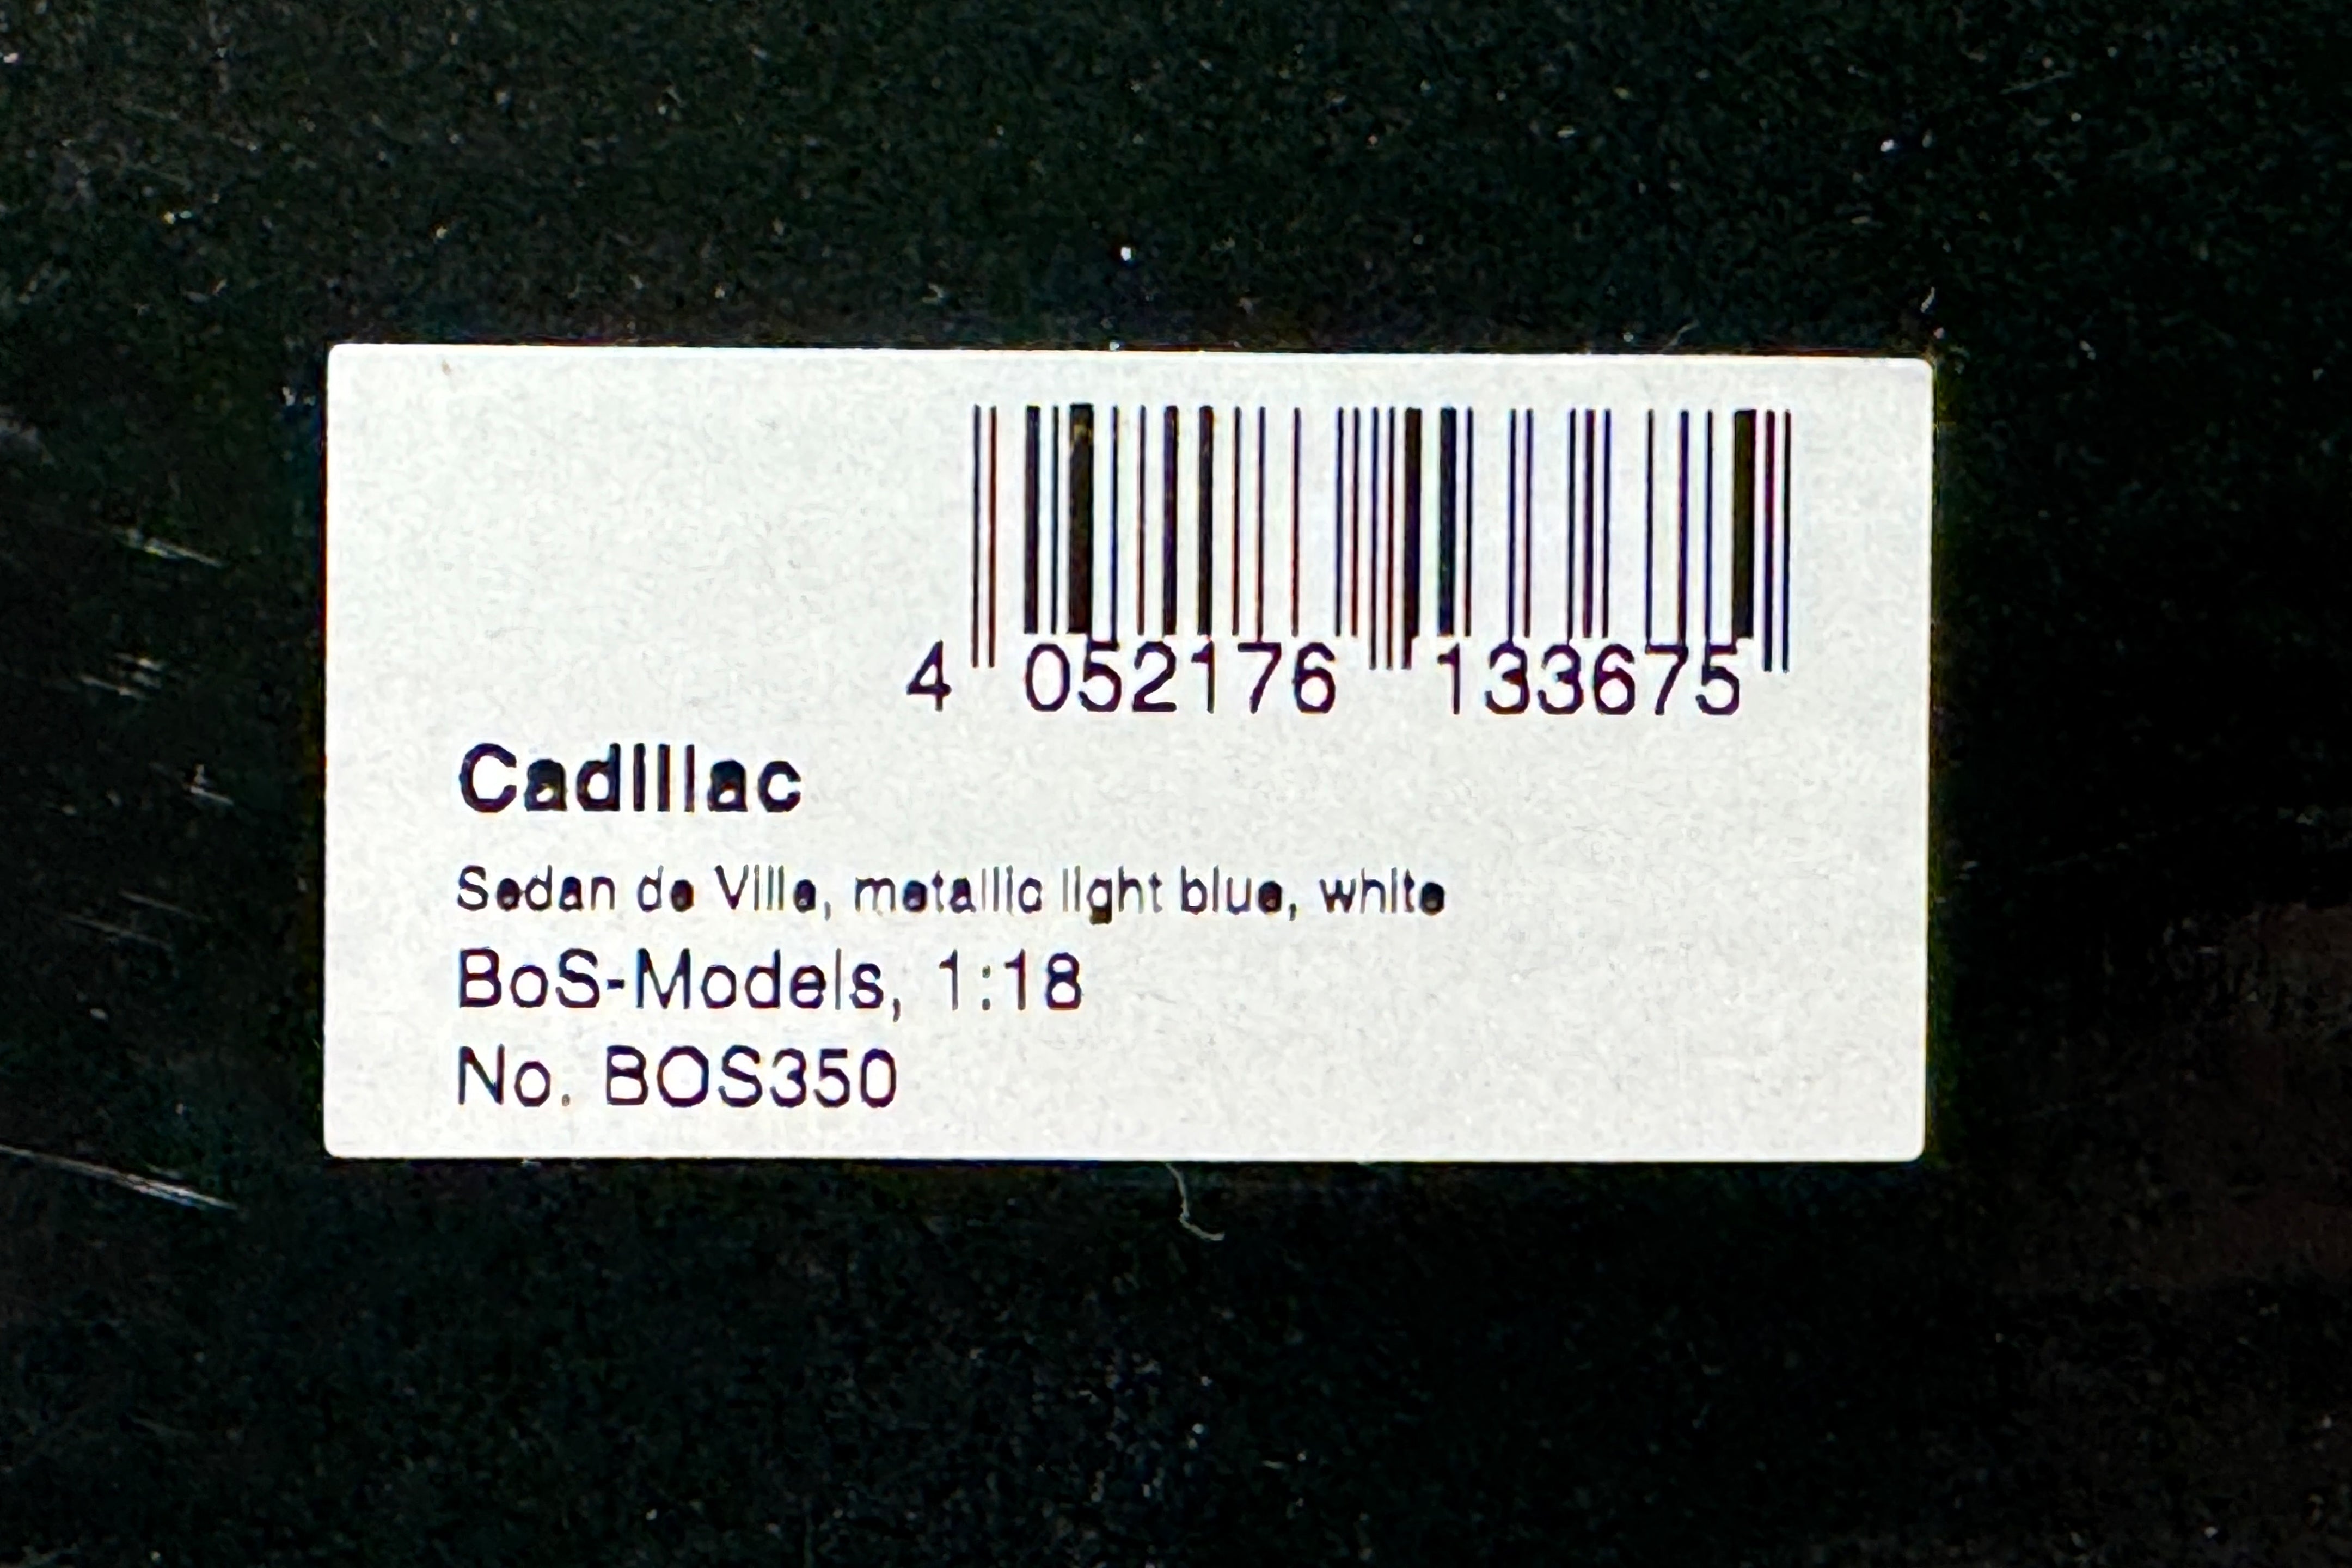 4 052176 133675
Cadillac
Sedan de Ville, metallic light blue, white
BoS-Models, 1:18
No. BOS350